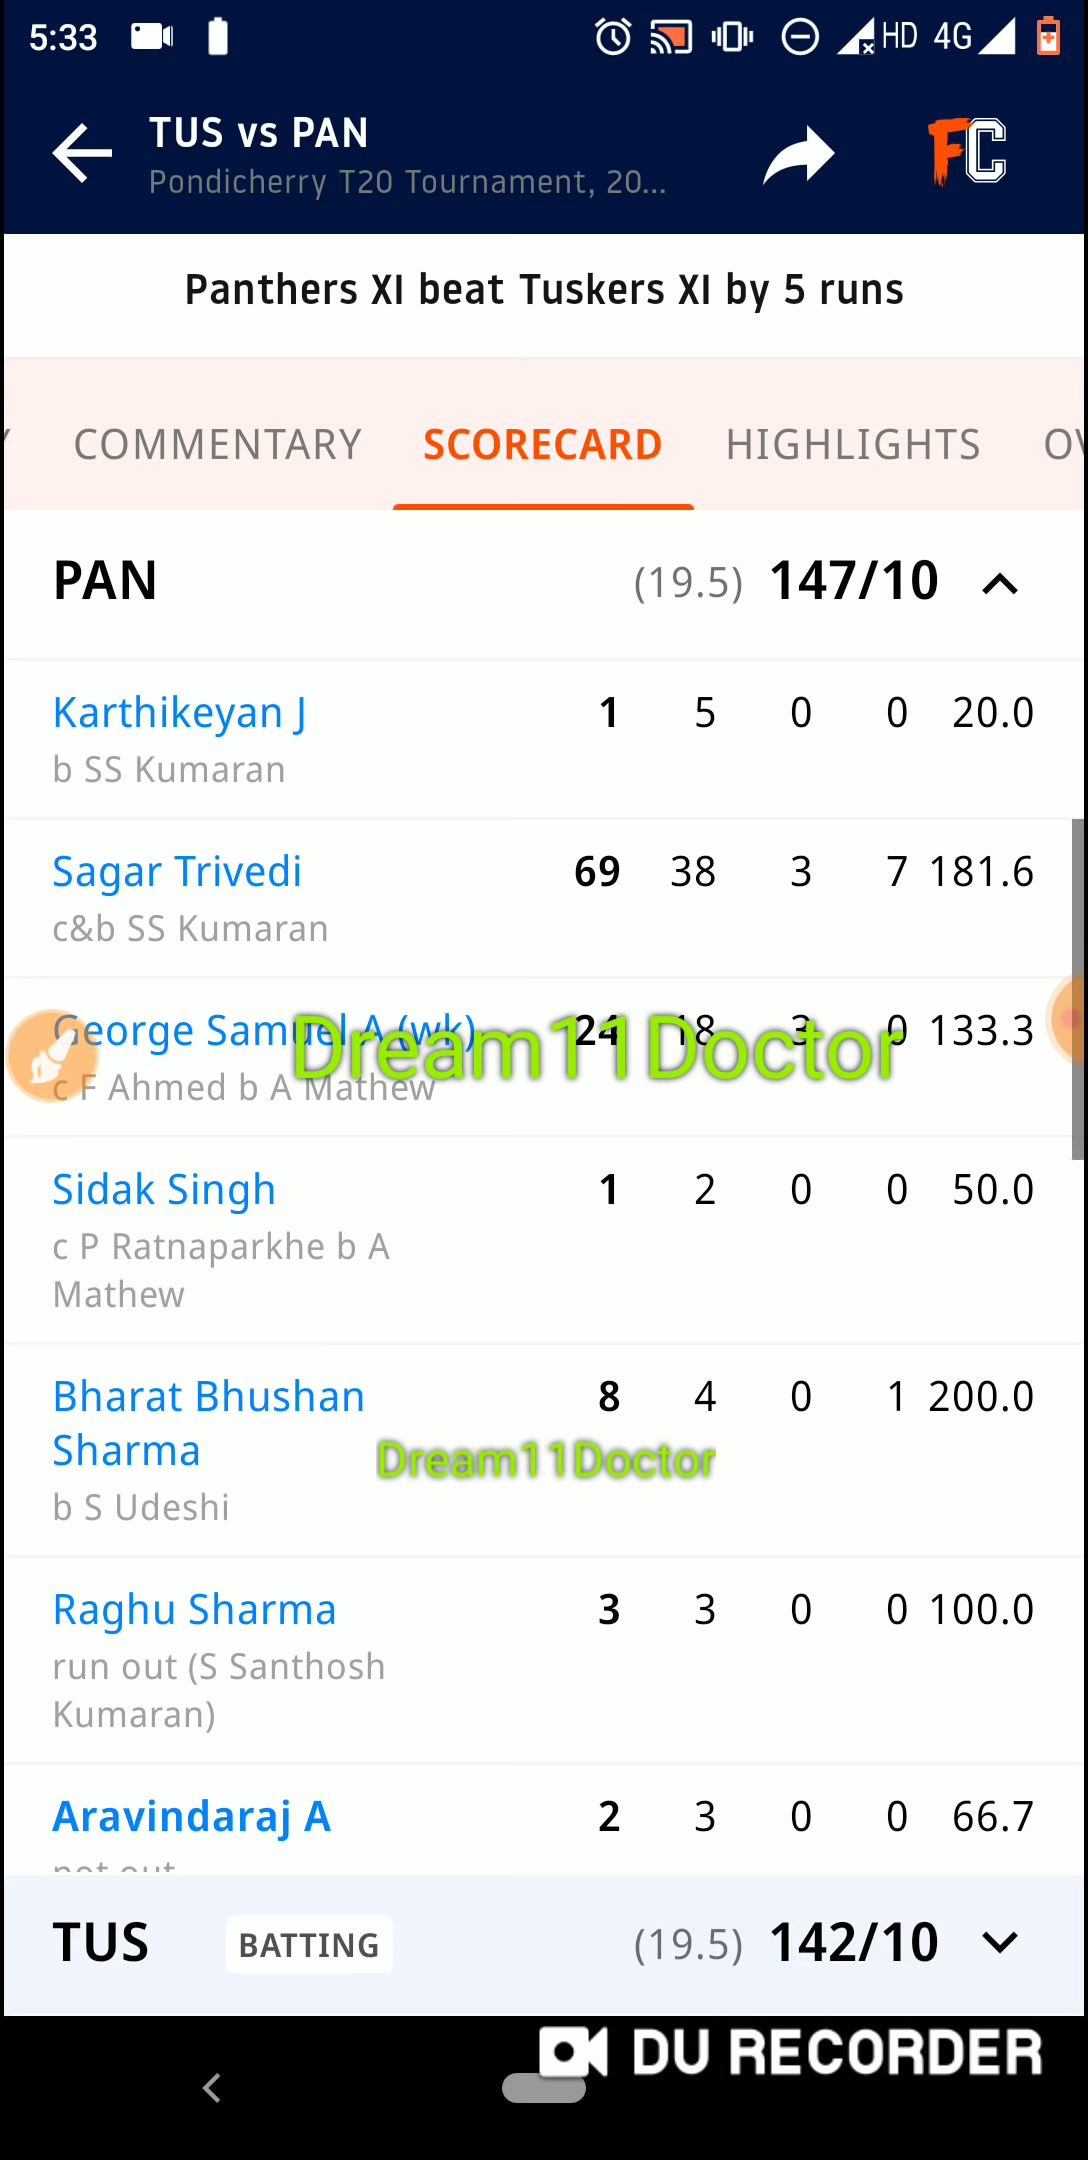 5:33 HD 4G
TUS vs PAN
Pondicherry T20 Tournament, 20...
FC
Panthers XI beat Tuskers XI by 5 runs
COMMENTARY SCORECARD HIGHLIGHTS OV
PAN (19.5) 147/10
Karthikeyan J 1 5 0 0 20.0
b SS Kumaran
Sagar Trivedi 69 38 3 7 181.6
c&b SS Kumaran
George Samuel A (wk) 24 18 3 0 133.3
Dream11Doctor
c F Ahmed b A Mathew
Sidak Singh 1 2 0 0 50.0
c P Ratnaparkhe b A
Mathew
Bharat Bhushan 8 4 0 1 200.0
Sharma
Dream11Doctor
b S Udeshi
Raghu Sharma 3 3 0 0 100.0
run out (S Santhosh
Kumaran)
Aravindaraj A 2 3 0 0 66.7
not out
TUS BATTING (19.5) 142/10
DU RECORDER